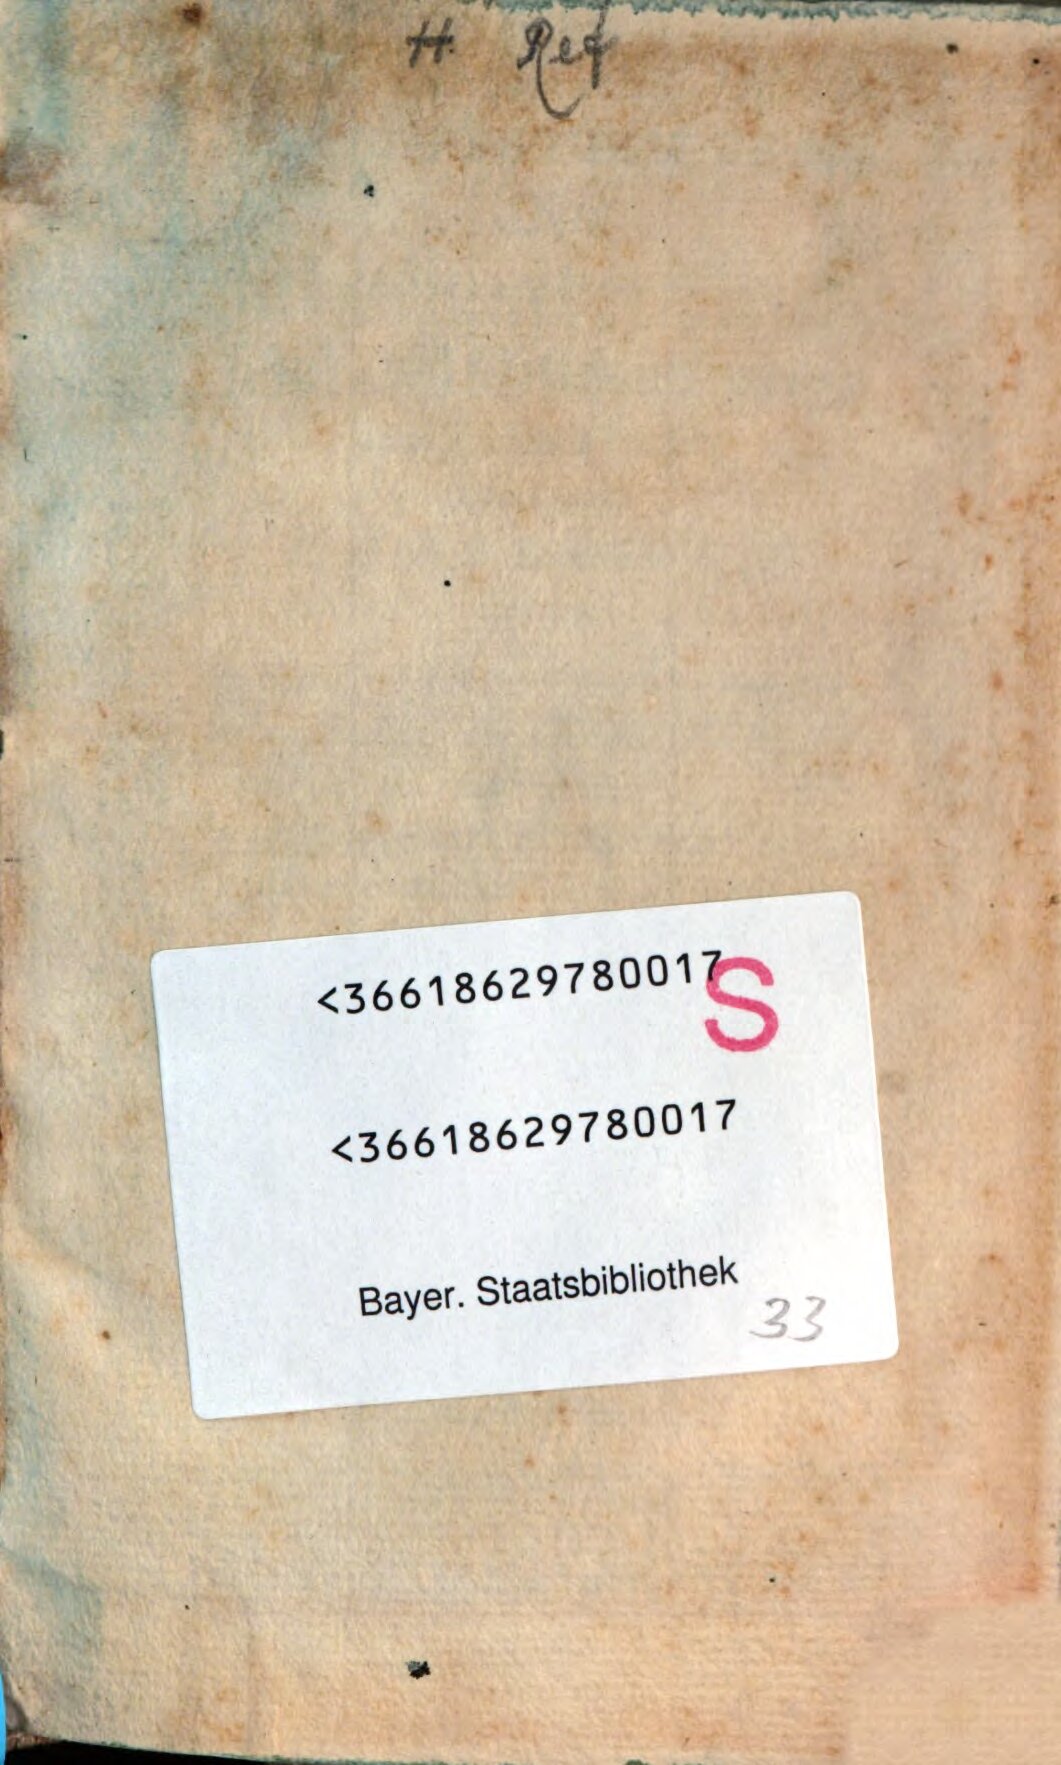 H. Ref
<36618629780017
S
<36618629780017
Bayer. Staatsbibliothek
33